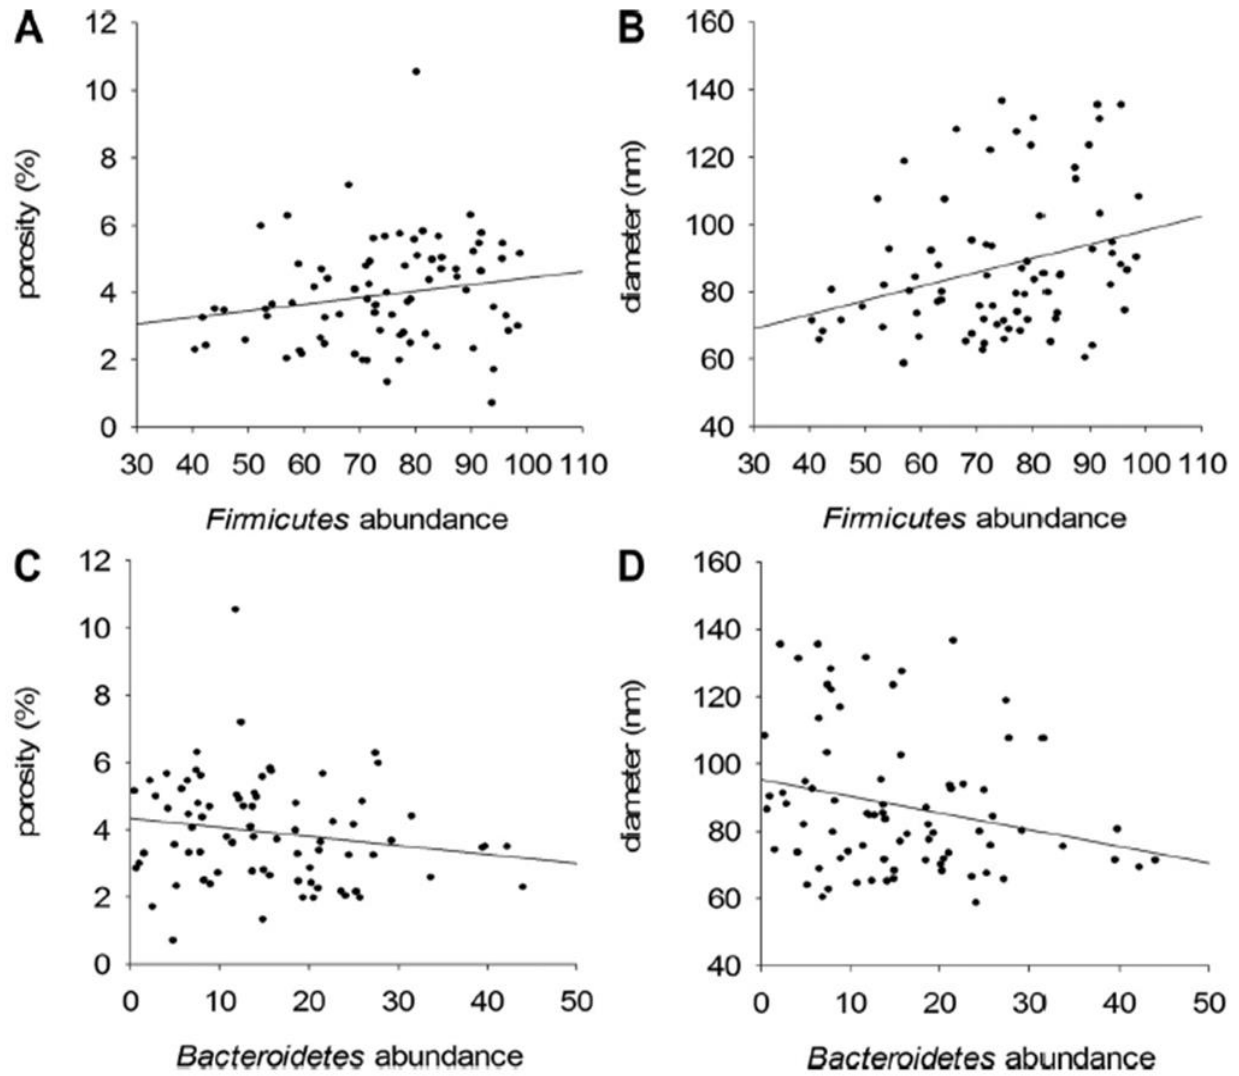 A
12
10
8
6
4
2
0
porosity (%)
30 40 50 60 70 80 90 100 110
Firmicutes abundance
B
160
140
120
100
80
60
40
diameter (nm)
30 40 50 60 70 80 90 100 110
Firmicutes abundance
C
12
10
8
6
4
2
0
porosity (%)
0 10 20 30 40 50
Bacteroidetes abundance
D
160
140
120
100
80
60
40
diameter (nm)
0 10 20 30 40 50
Bacteroidetes abundance